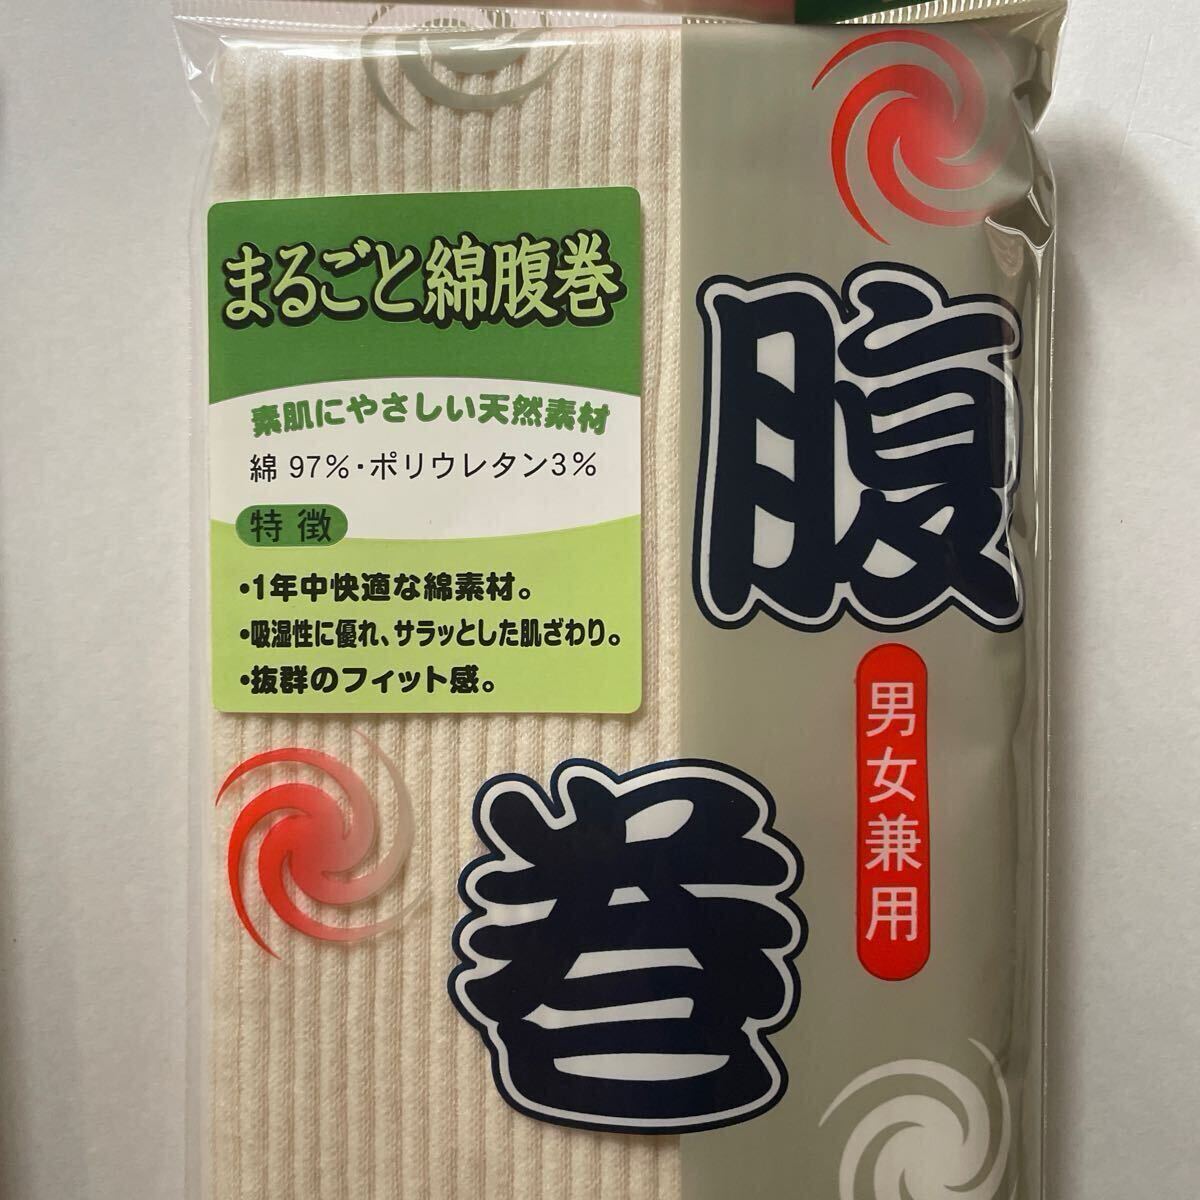 まるごと綿腹巻
素肌にやさしい天然素材
綿 97%・ポリウレタン3%
特徴
・1年中快適な綿素材。
・吸湿性に優れ、サラッとした肌ざわり。
・抜群のフィット感。
腹巻
男女兼用